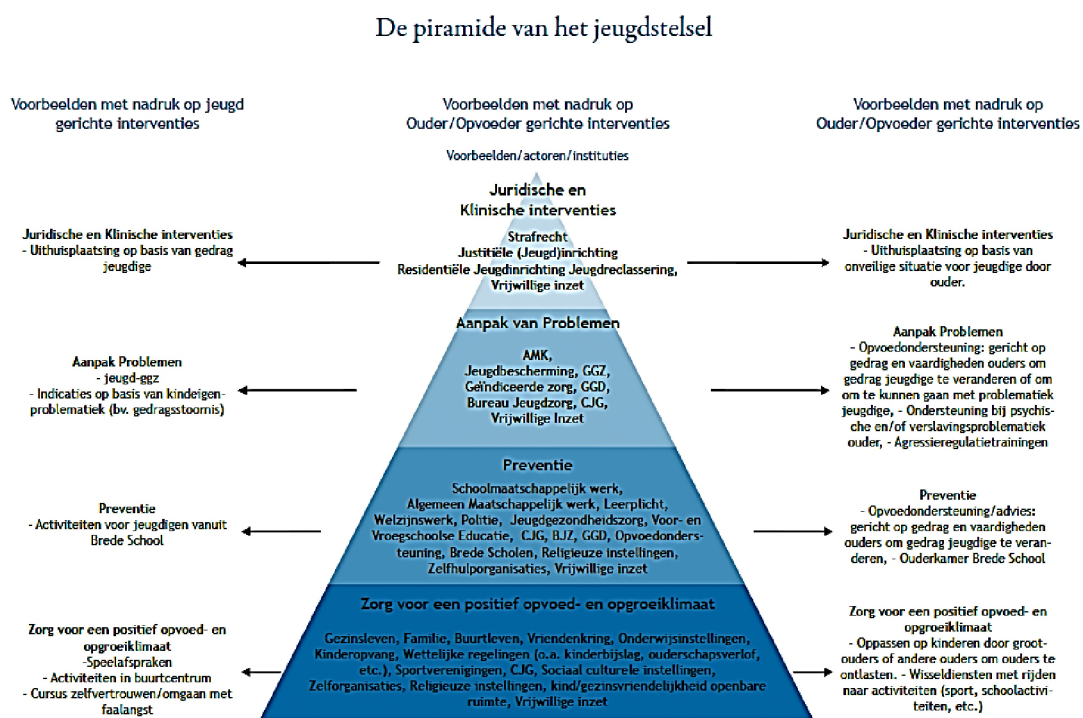 De piramide van het jeugdstelsel
Voorbeelden met nadruk op jeugd
gerichte interventies
Voorbeelden met nadruk op
Ouder/Opvoeder gerichte interventies
Voorbeelden met nadruk op
Ouder/Opvoeder gerichte interventies
Voorbeelden/actoren/instituties
Juridische en
Klinische interventies
Strafrecht
Justitiële (Jeugd)inrichting
Residentiële Jeugdinrichting Jeugdreclassering,
Vrijwillige inzet
Juridische en Klinische interventies
- Uithuisplaatsing op basis van gedrag
jeugdige
Juridische en Klinische interventies
- Uithuisplaatsing op basis van
onveilige situatie voor jeugdige door
ouder.
Aanpak van Problemen
AMK,
Jeugdbescherming, GGZ,
Geïndiceerde zorg, GGD,
Bureau Jeugdzorg, CJG,
Vrijwillige Inzet
Aanpak Problemen
- jeugd-ggz
- Indicaties op basis van kindeigen-
problematiek (bv. gedragsstoornis)
Aanpak Problemen
- Opvoedondersteuning: gericht op
gedrag en vaardigheden ouders om
gedrag jeugdige te veranderen of om
om te kunnen gaan met problematiek
jeugdige, - Ondersteuning bij psychi-
sche en/of verslavingsproblematiek
ouder, - Agressieregulatietrainingen
Preventie
Schoolmaatschappelijk werk,
Algemeen Maatschappelijk werk, Leerplicht,
Welzijnswerk, Politie, Jeugdgezondheidszorg, Voor- en
Vroegschoolse Educatie, CJG, BJZ, GGD, Opvoedonders-
teuning, Brede Scholen, Religieuze instellingen,
Zelfhulporganisaties, Vrijwillige inzet
Preventie
- Activiteiten voor jeugdigen vanuit
Brede School
Preventie
- Opvoedondersteuning/advies:
gericht op gedrag en vaardigheden
ouders om gedrag jeugdige te veran-
deren, - Ouderkamer Brede School
Zorg voor een positief opvoed- en opgroeiklimaat
Gezinsleven, Familie, Buurtleven, Vriendenkring, Onderwijsinstellingen,
Kinderopvang, Wettelijke regelingen (o.a. kinderbijslag, ouderschapsverlof,
etc.), Sportverenigingen, CJG, Sociaal culturele instellingen,
Zelforganisaties, Religieuze instellingen, kind/gezinsvriendelijkheid openbare
ruimte, Vrijwillige inzet
Zorg voor een positief opvoed- en
opgroeiklimaat
-Speelafspraken
- Activiteiten in buurtcentrum
- Cursus zelfvertrouwen/omgaan met
faalangst
Zorg voor een positief opvoed- en
opgroeiklimaat
- Oppassen op kinderen door groot-
ouders of andere ouders om ouders te
ontlasten. - Wisseldiensten met rijden
naar activiteiten (sport, schoolactivi-
teiten, etc.)